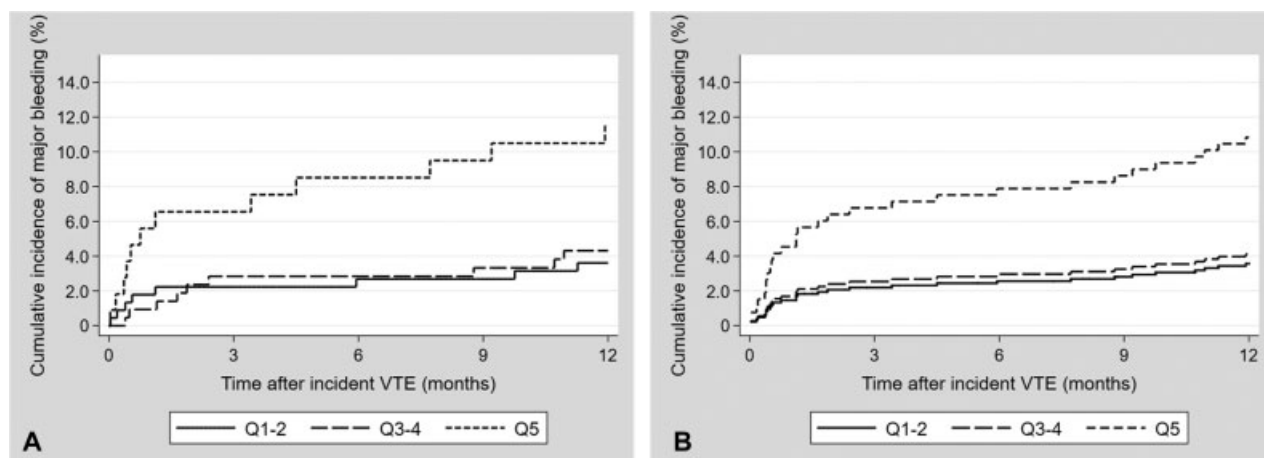 Cumulative incidence of major bleeding (%)
14.0
12.0
10.0
8.0
6.0
4.0
2.0
0
0 3 6 9 12
Time after incident VTE (months)
Q1-2 Q3-4 Q5
A
Cumulative incidence of major bleeding (%)
14.0
12.0
10.0
8.0
6.0
4.0
2.0
0
0 3 6 9 12
Time after incident VTE (months)
Q1-2 Q3-4 Q5
B